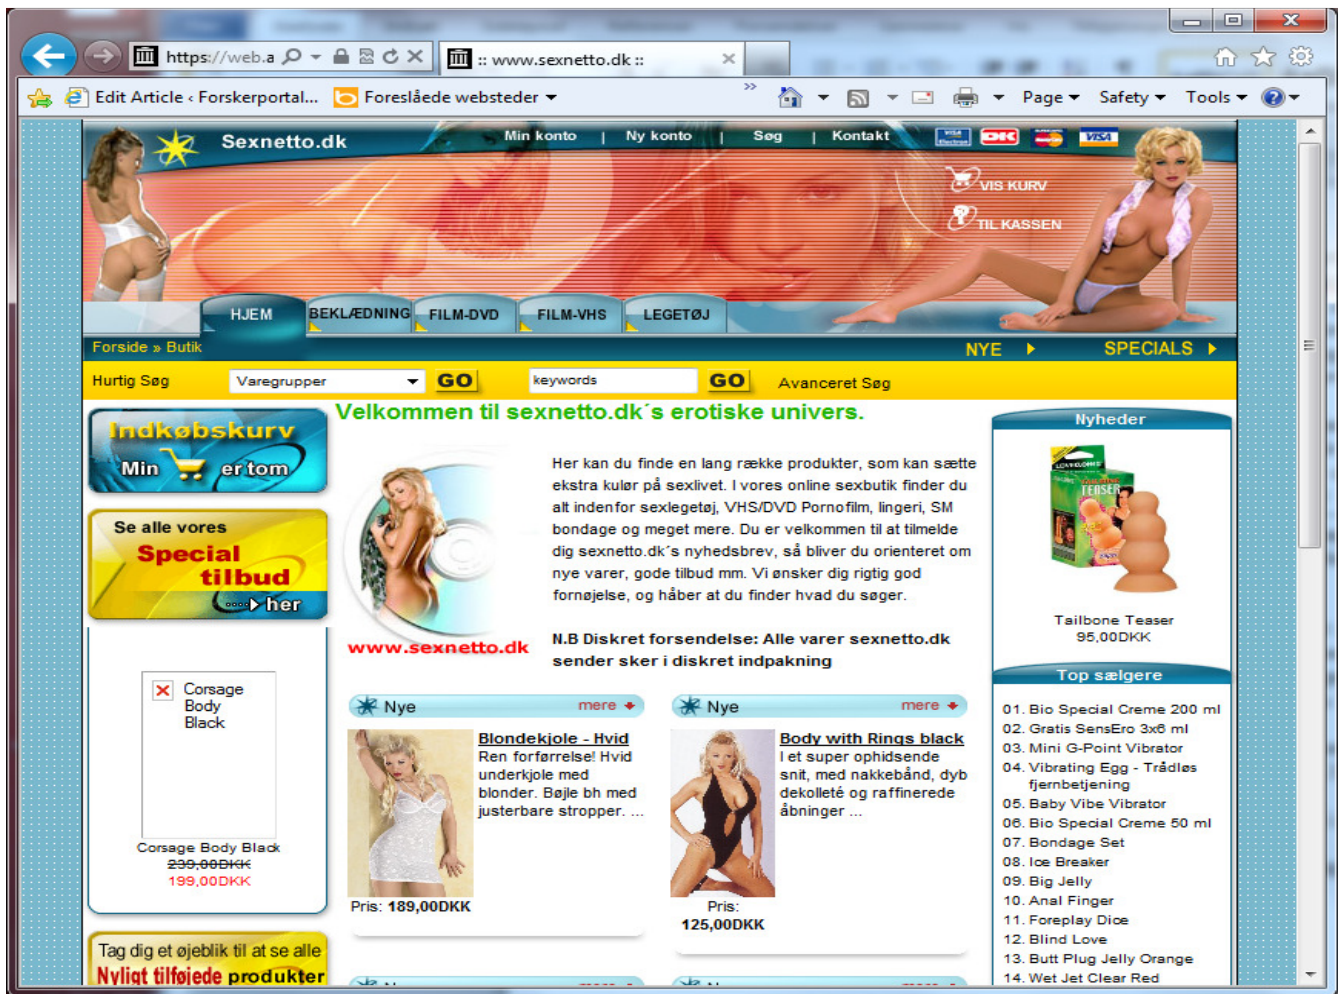 https://web.a
:: www.sexnetto.dk ::
Edit Article ‹ Forskerportal...
Foreslåede websteder
Page
Safety
Tools
Sexnetto.dk
Min konto | Ny konto | Søg | Kontakt
VISA
Electron
DK
VISA
VIS KURV
TIL KASSEN
HJEM
BEKLÆDNING
FILM-DVD
FILM-VHS
LEGETØJ
Forside » Butik
NYE
SPECIALS
Hurtig Søg
Varegrupper
GO
keywords
GO
Avanceret Søg
Indkøbskurv
Min er tom
Se alle vores
Special
tilbud
her
Corsage
Body
Black
Corsage Body Black
239,00DKK
199,00DKK
Tag dig et øjeblik til at se alle
Nyligt tilføjede produkter
Velkommen til sexnetto.dk´s erotiske univers.
www.sexnetto.dk
Her kan du finde en lang række produkter, som kan sætte
ekstra kulør på sexlivet. I vores online sexbutik finder du
alt indenfor sexlegetøj, VHS/DVD Pornofilm, lingeri, SM
bondage og meget mere. Du er velkommen til at tilmelde
dig sexnetto.dk´s nyhedsbrev, så bliver du orienteret om
nye varer, gode tilbud mm. Vi ønsker dig rigtig god
fornøjelse, og håber at du finder hvad du søger.
N.B Diskret forsendelse: Alle varer sexnetto.dk
sender sker i diskret indpakning
Nye
mere
Blondekjole - Hvid
Ren forførrelse! Hvid
underkjole med
blonder. Bøjle bh med
justerbare stropper. ...
Pris: 189,00DKK
Nye
mere
Body with Rings black
I et super ophidsende
snit, med nakkebånd, dyb
dekolleté og raffinerede
åbninger ...
Pris:
125,00DKK
Nyheder
TEASER
Tailbone Teaser
95,00DKK
Top sælgere
01. Bio Special Creme 200 ml
02. Gratis SensEro 3x6 ml
03. Mini G-Point Vibrator
04. Vibrating Egg - Trådløs
fjernbetjening
05. Baby Vibe Vibrator
06. Bio Special Creme 50 ml
07. Bondage Set
08. Ice Breaker
09. Big Jelly
10. Anal Finger
11. Foreplay Dice
12. Blind Love
13. Butt Plug Jelly Orange
14. Wet Jet Clear Red